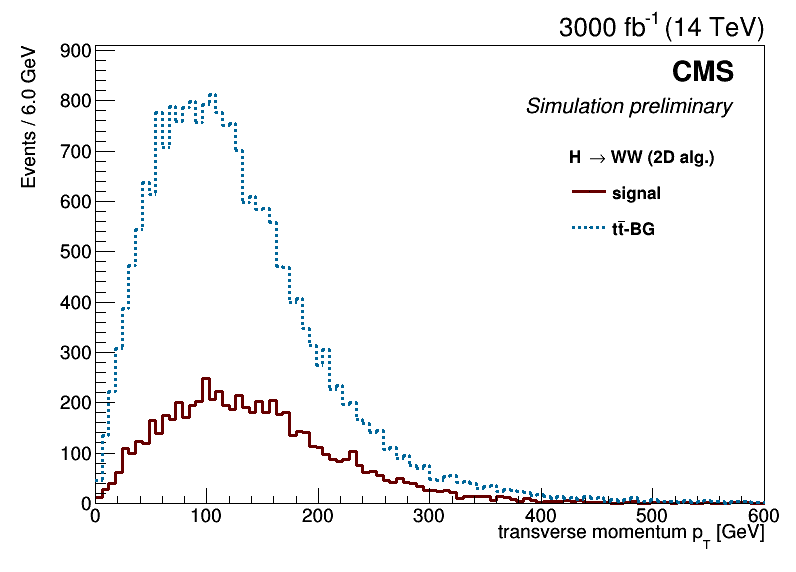 3000 fb⁻¹ (14 TeV)
Events / 6.0 GeV
CMS
Simulation preliminary
H → WW (2D alg.)
signal
tt̄-BG
900
800
700
600
500
400
300
200
100
0
0 100 200 300 400 500 600
transverse momentum p_T [GeV]